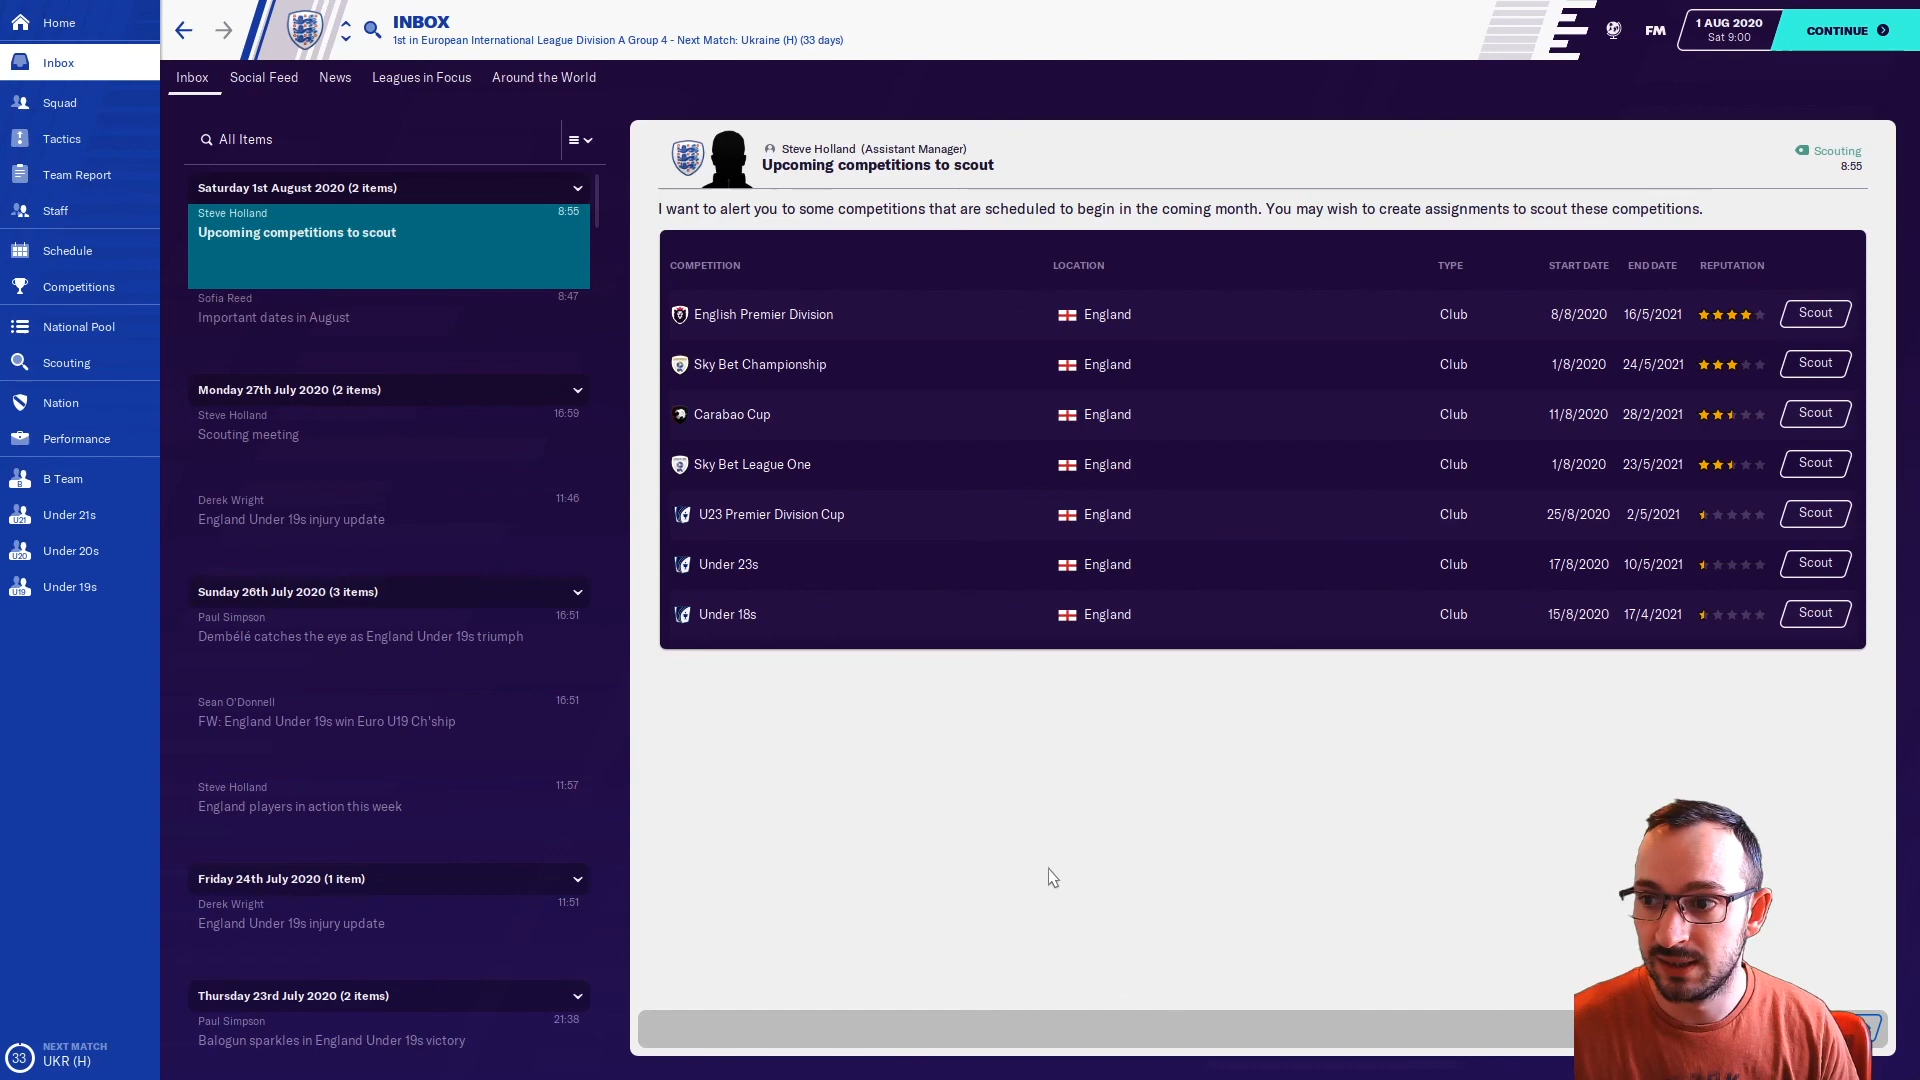 Home
Inbox
Squad
Tactics
Team Report
Staff
Schedule
Competitions
National Pool
Scouting
Nation
Performance
B
B Team
U21
Under 21s
U20
Under 20s
U19
Under 19s
33
NEXT MATCH
UKR (H)
INBOX
1st in European International League Division A Group 4 - Next Match: Ukraine (H) (33 days)
FM
1 AUG 2020
Sat 9:00
CONTINUE
Inbox
Social Feed
News
Leagues in Focus
Around the World
All Items
Saturday 1st August 2020 (2 items)
Steve Holland 8:55
Upcoming competitions to scout
Sofia Reed 8:47
Important dates in August
Monday 27th July 2020 (2 items)
Steve Holland 16:59
Scouting meeting
Derek Wright 11:46
England Under 19s injury update
Sunday 26th July 2020 (3 items)
Paul Simpson 16:51
Dembélé catches the eye as England Under 19s triumph
Sean O'Donnell 16:51
FW: England Under 19s win Euro U19 Ch'ship
Steve Holland 11:57
England players in action this week
Friday 24th July 2020 (1 item)
Derek Wright 11:51
England Under 19s injury update
Thursday 23rd July 2020 (2 items)
Paul Simpson 21:38
Balogun sparkles in England Under 19s victory
Steve Holland (Assistant Manager)
Upcoming competitions to scout
Scouting
8:55
I want to alert you to some competitions that are scheduled to begin in the coming month. You may wish to create assignments to scout these competitions.
COMPETITION LOCATION TYPE START DATE END DATE REPUTATION
English Premier Division England Club 8/8/2020 16/5/2021 Scout
Sky Bet Championship England Club 1/8/2020 24/5/2021 Scout
Carabao Cup England Club 11/8/2020 28/2/2021 Scout
Sky Bet League One England Club 1/8/2020 23/5/2021 Scout
U23 Premier Division Cup England Club 25/8/2020 2/5/2021 Scout
Under 23s England Club 17/8/2020 10/5/2021 Scout
Under 18s England Club 15/8/2020 17/4/2021 Scout